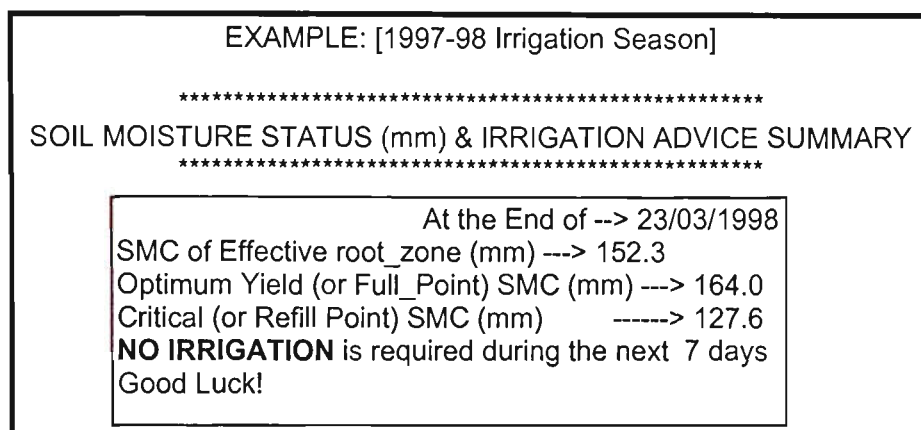 EXAMPLE: [1997-98 Irrigation Season]
*****************************************************
SOIL MOISTURE STATUS (mm) & IRRIGATION ADVICE SUMMARY
*****************************************************
At the End of --> 23/03/1998
SMC of Effective root_zone (mm) ---> 152.3
Optimum Yield (or Full_Point) SMC (mm) ---> 164.0
Critical (or Refill Point) SMC (mm) ------> 127.6
NO IRRIGATION is required during the next 7 days
Good Luck!